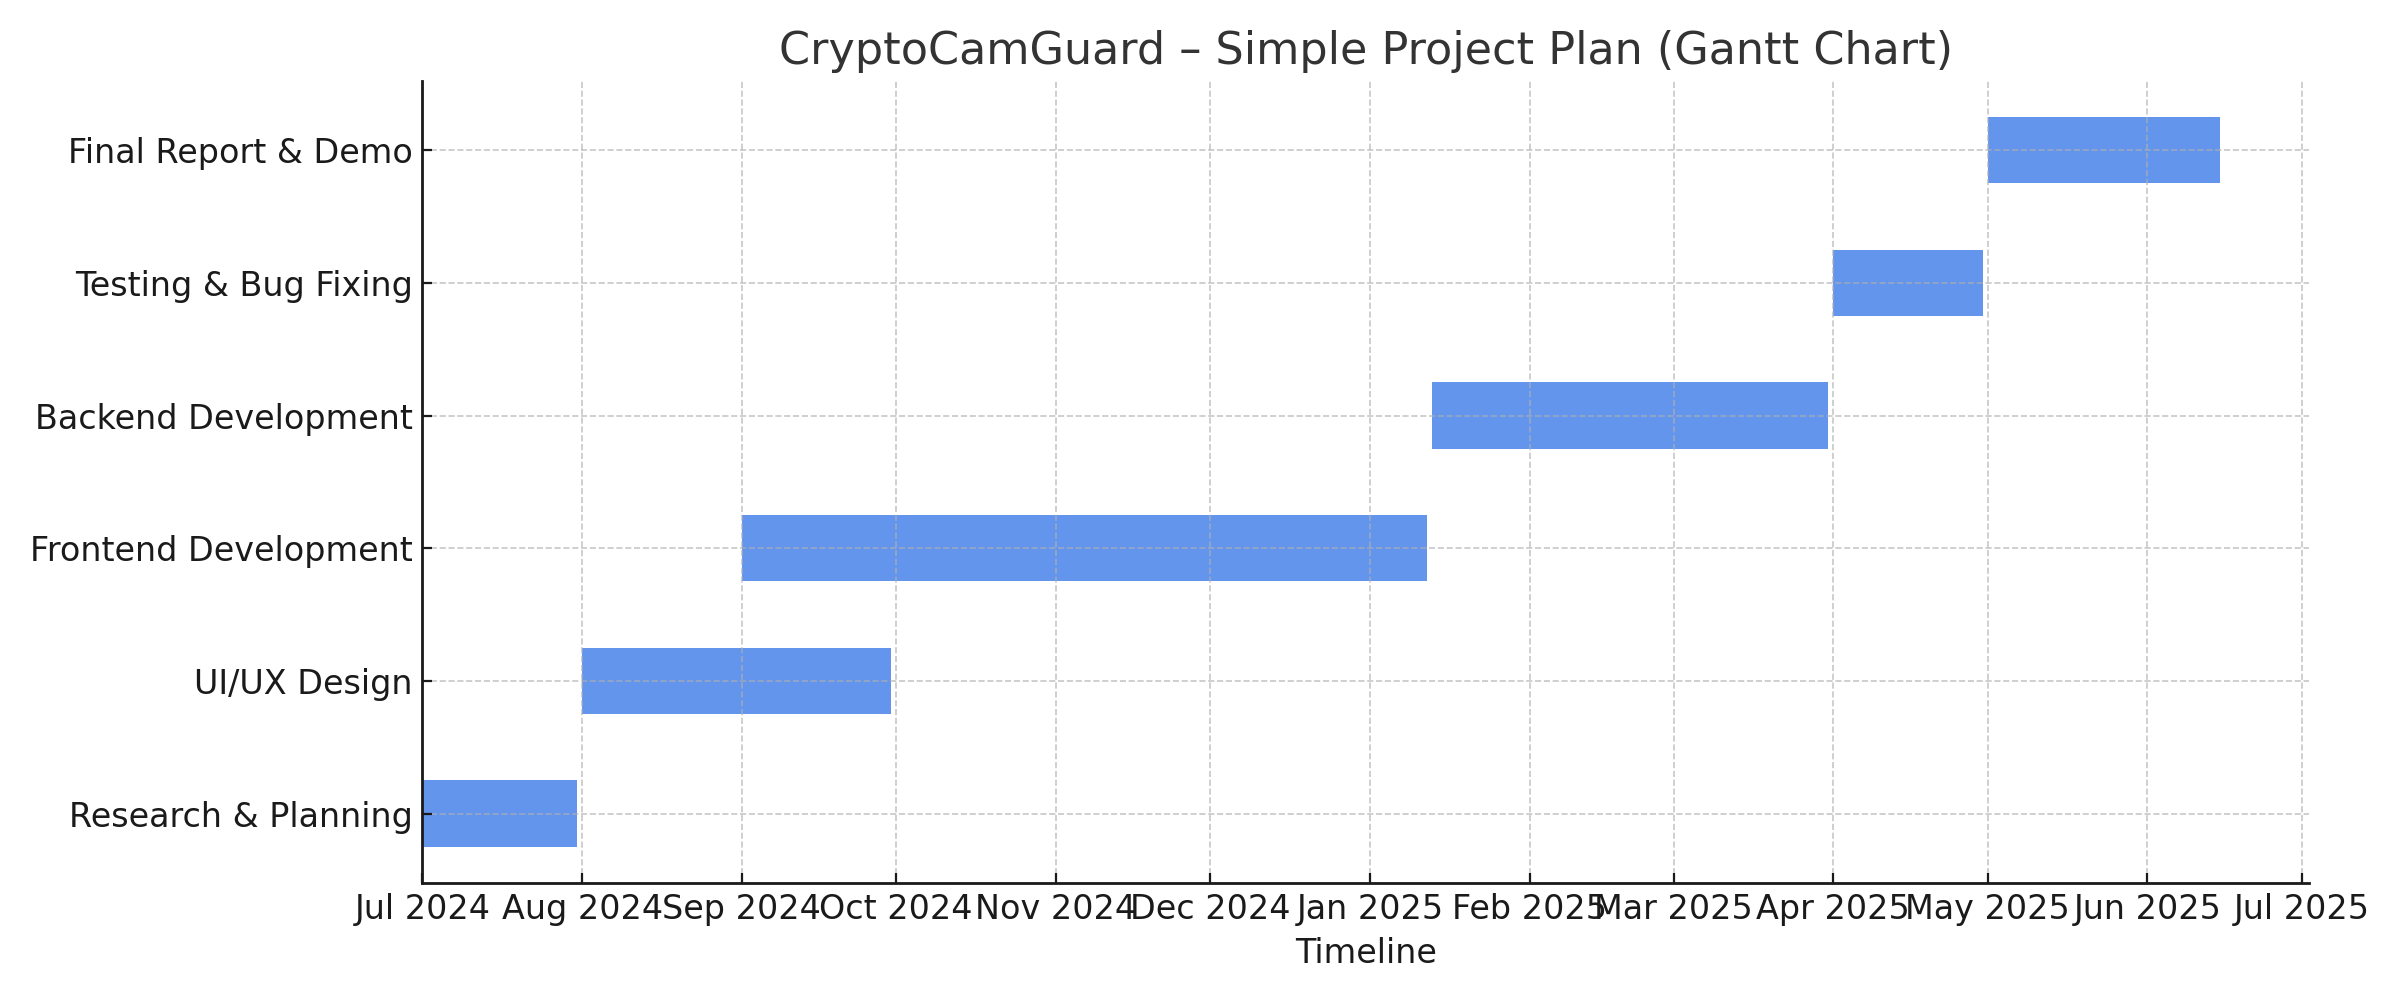 CryptoCamGuard – Simple Project Plan (Gantt Chart)
Final Report & Demo
Testing & Bug Fixing
Backend Development
Frontend Development
UI/UX Design
Research & Planning
Jul 2024 Aug 2024 Sep 2024 Oct 2024 Nov 2024 Dec 2024 Jan 2025 Feb 2025 Mar 2025 Apr 2025 May 2025 Jun 2025 Jul 2025
Timeline